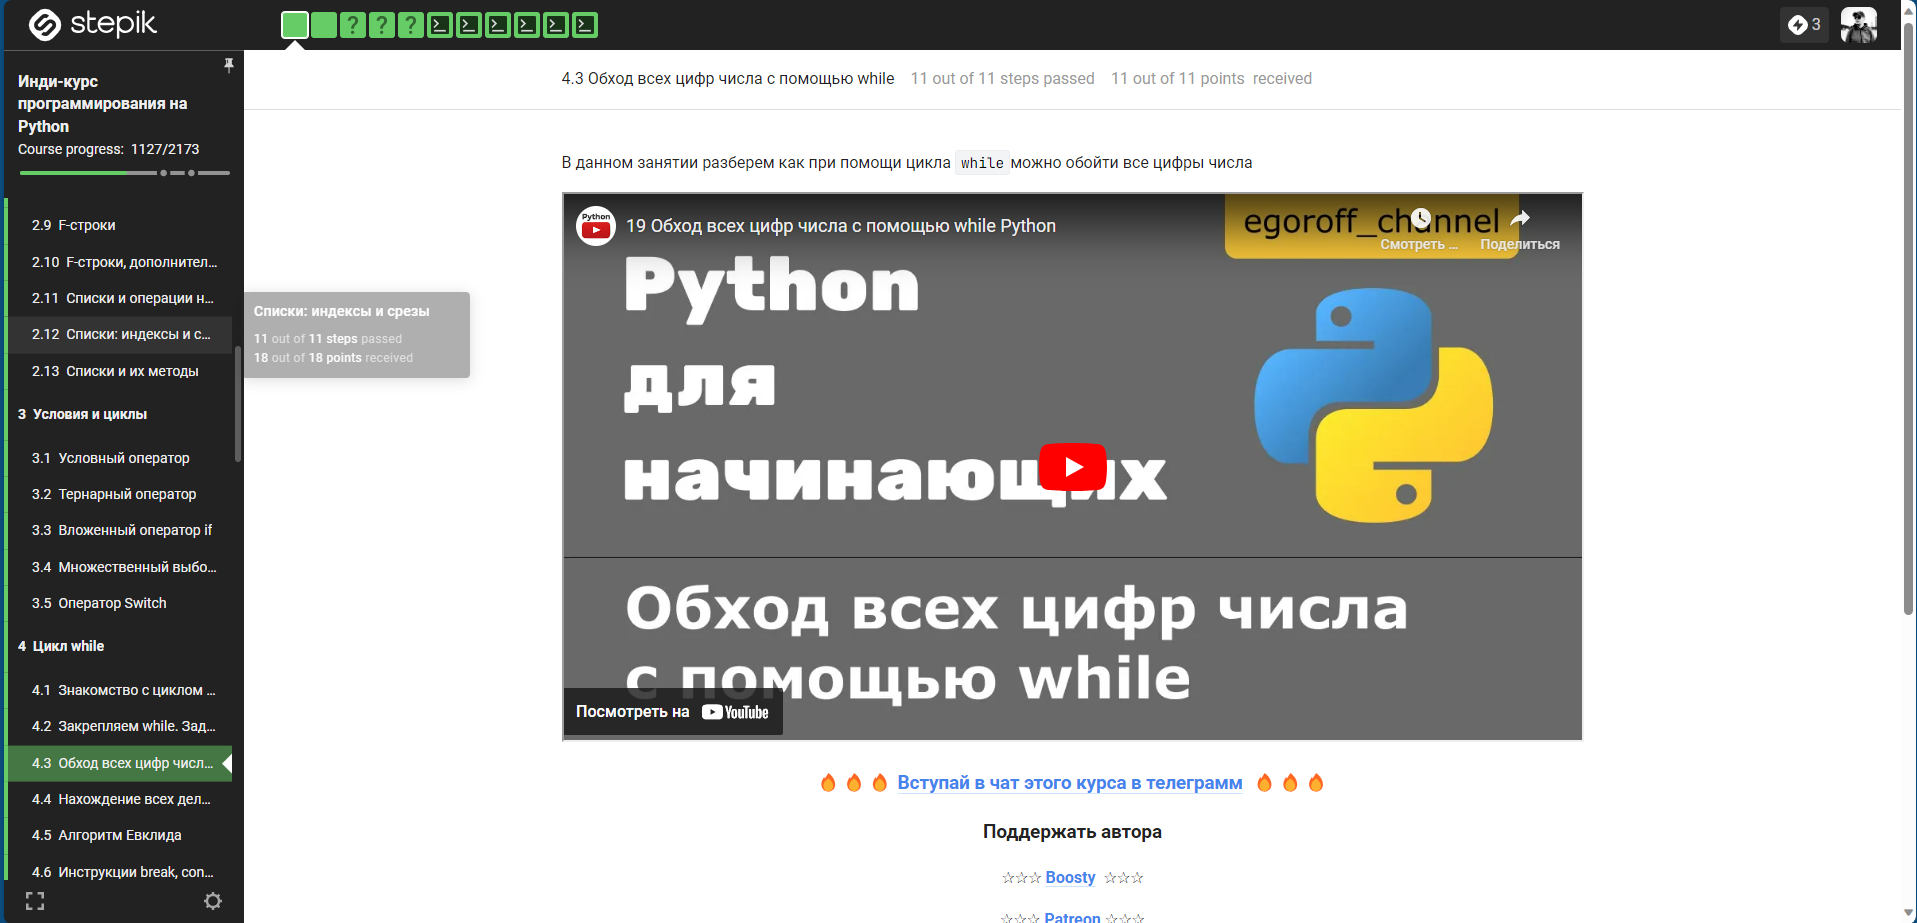 stepik
? ? ?
3
Инди-курс
программирования на
Python
Course progress: 1127/2173
2.9 F-строки
2.10 F-строки, дополнител...
2.11 Списки и операции н...
2.12 Списки: индексы и с...
2.13 Списки и их методы
3 Условия и циклы
3.1 Условный оператор
3.2 Тернарный оператор
3.3 Вложенный оператор if
3.4 Множественный выбо...
3.5 Оператор Switch
4 Цикл while
4.1 Знакомство с циклом ...
4.2 Закрепляем while. Зад...
4.3 Обход всех цифр числ...
4.4 Нахождение всех дел...
4.5 Алгоритм Евклида
4.6 Инструкции break, con...
Списки: индексы и срезы
11 out of 11 steps passed
18 out of 18 points received
4.3 Обход всех цифр числа с помощью while 11 out of 11 steps passed 11 out of 11 points received
В данном занятии разберем как при помощи цикла while можно обойти все цифры числа
Python
19 Обход всех цифр числа с помощью while Python
egoroff_channel
Смотреть ...
Поделиться
Python
для
начинающих
Обход всех цифр числа
с помощью while
Посмотреть на YouTube
Вступай в чат этого курса в телеграмм
Поддержать автора
☆☆☆ Boosty ☆☆☆
☆☆☆ Patreon ☆☆☆